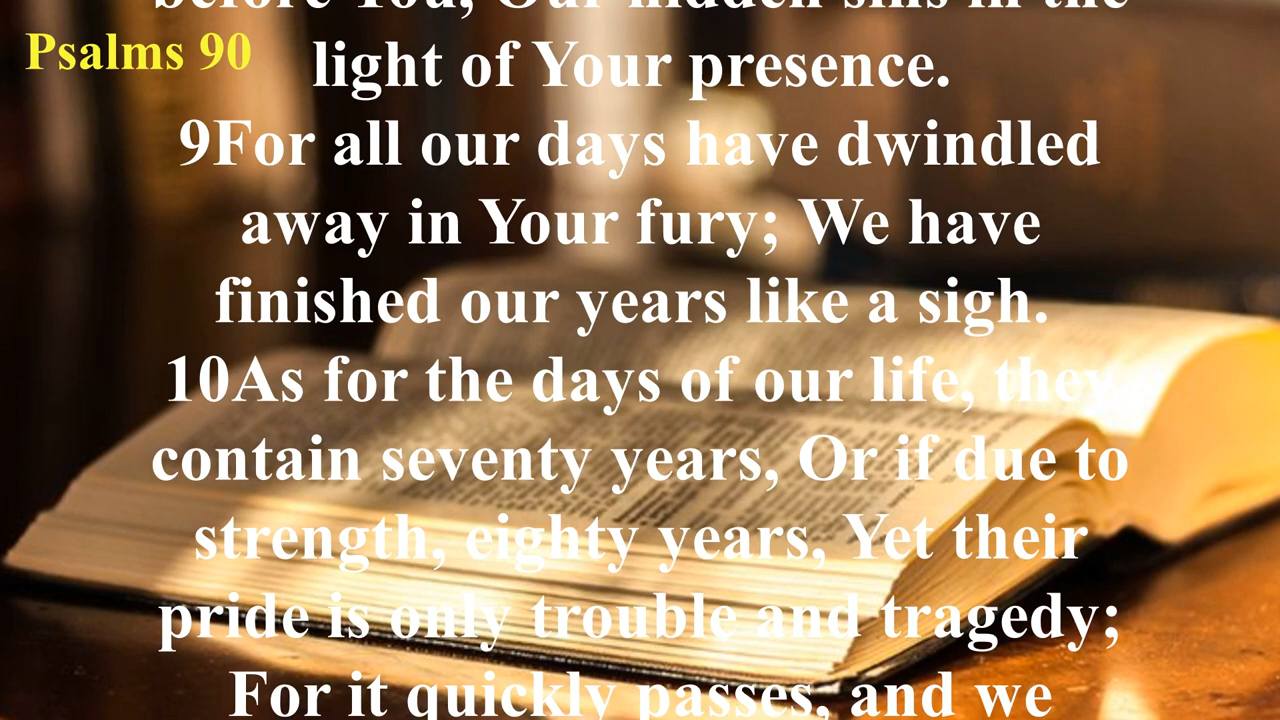 before You, Our hidden sins in the
Psalms 90
light of Your presence.
9For all our days have dwindled
away in Your fury; We have
finished our years like a sigh.
10As for the days of our life, they
contain seventy years, Or if due to
strength, eighty years, Yet their
pride is only trouble and tragedy;
For it quickly passes, and we